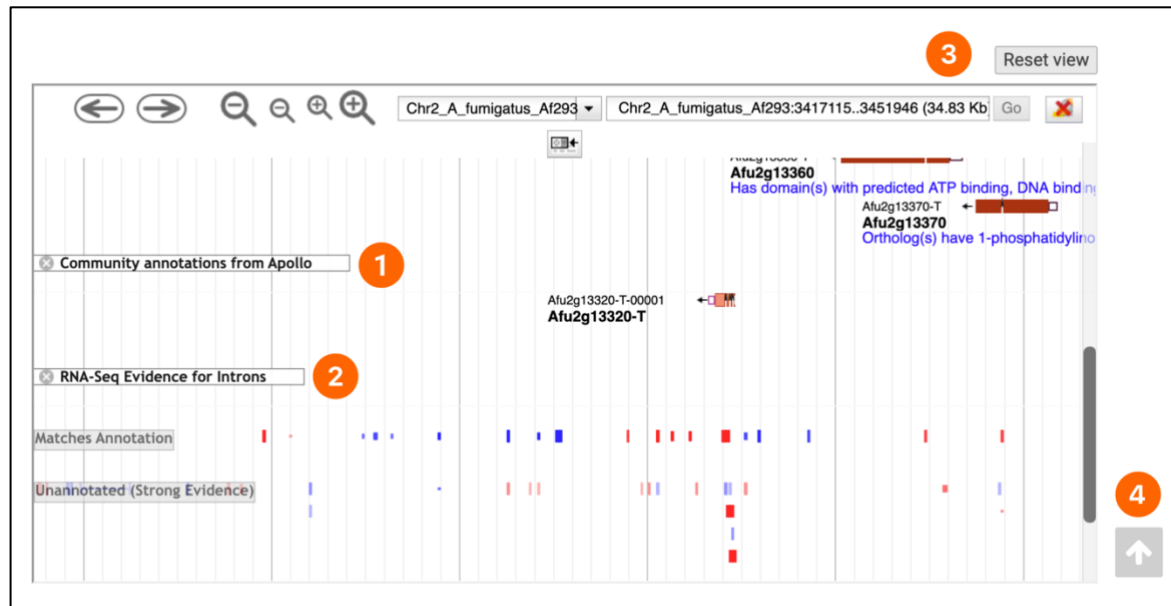 3
Reset view
Chr2_A_fumigatus_Af293
Chr2_A_fumigatus_Af293:3417115..3451946 (34.83 Kb)
Go
Afu2g13360-T
Afu2g13360
Has domain(s) with predicted ATP binding, DNA binding
Afu2g13370-T
Afu2g13370
Ortholog(s) have 1-phosphatidylino
Community annotations from Apollo
1
Afu2g13320-T-00001
Afu2g13320-T
RNA-Seq Evidence for Introns
2
Matches Annotation
Unannotated (Strong Evidence)
4